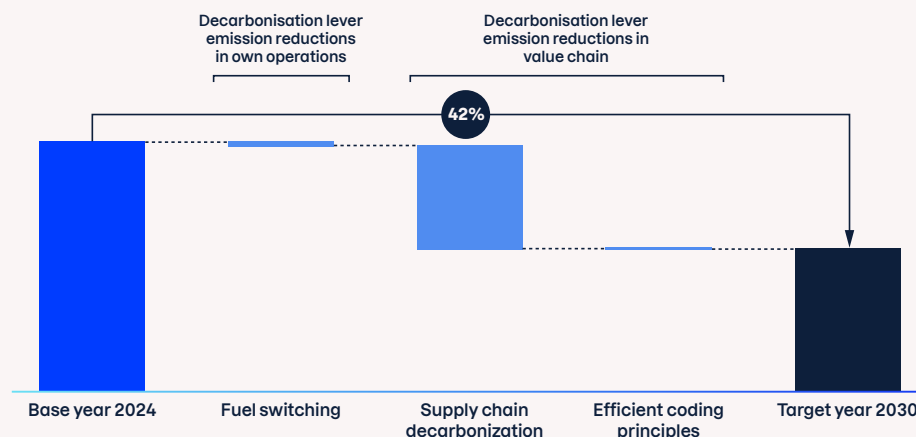 Decarbonisation lever
emission reductions
in own operations
Decarbonisation lever
emission reductions in
value chain
42%
Base year 2024
Fuel switching
Supply chain
decarbonization
Efficient coding
principles
Target year 2030